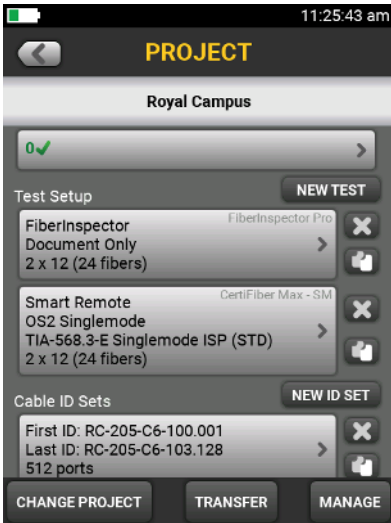 11:25:43 am
PROJECT
Royal Campus
0✓
Test Setup
NEW TEST
FiberInspector Pro
FiberInspector
Document Only
2 x 12 (24 fibers)
CertiFiber Max - SM
Smart Remote
OS2 Singlemode
TIA-568.3-E Singlemode ISP (STD)
2 x 12 (24 fibers)
Cable ID Sets
NEW ID SET
First ID: RC-205-C6-100.001
Last ID: RC-205-C6-103.128
512 ports
CHANGE PROJECT
TRANSFER
MANAGE